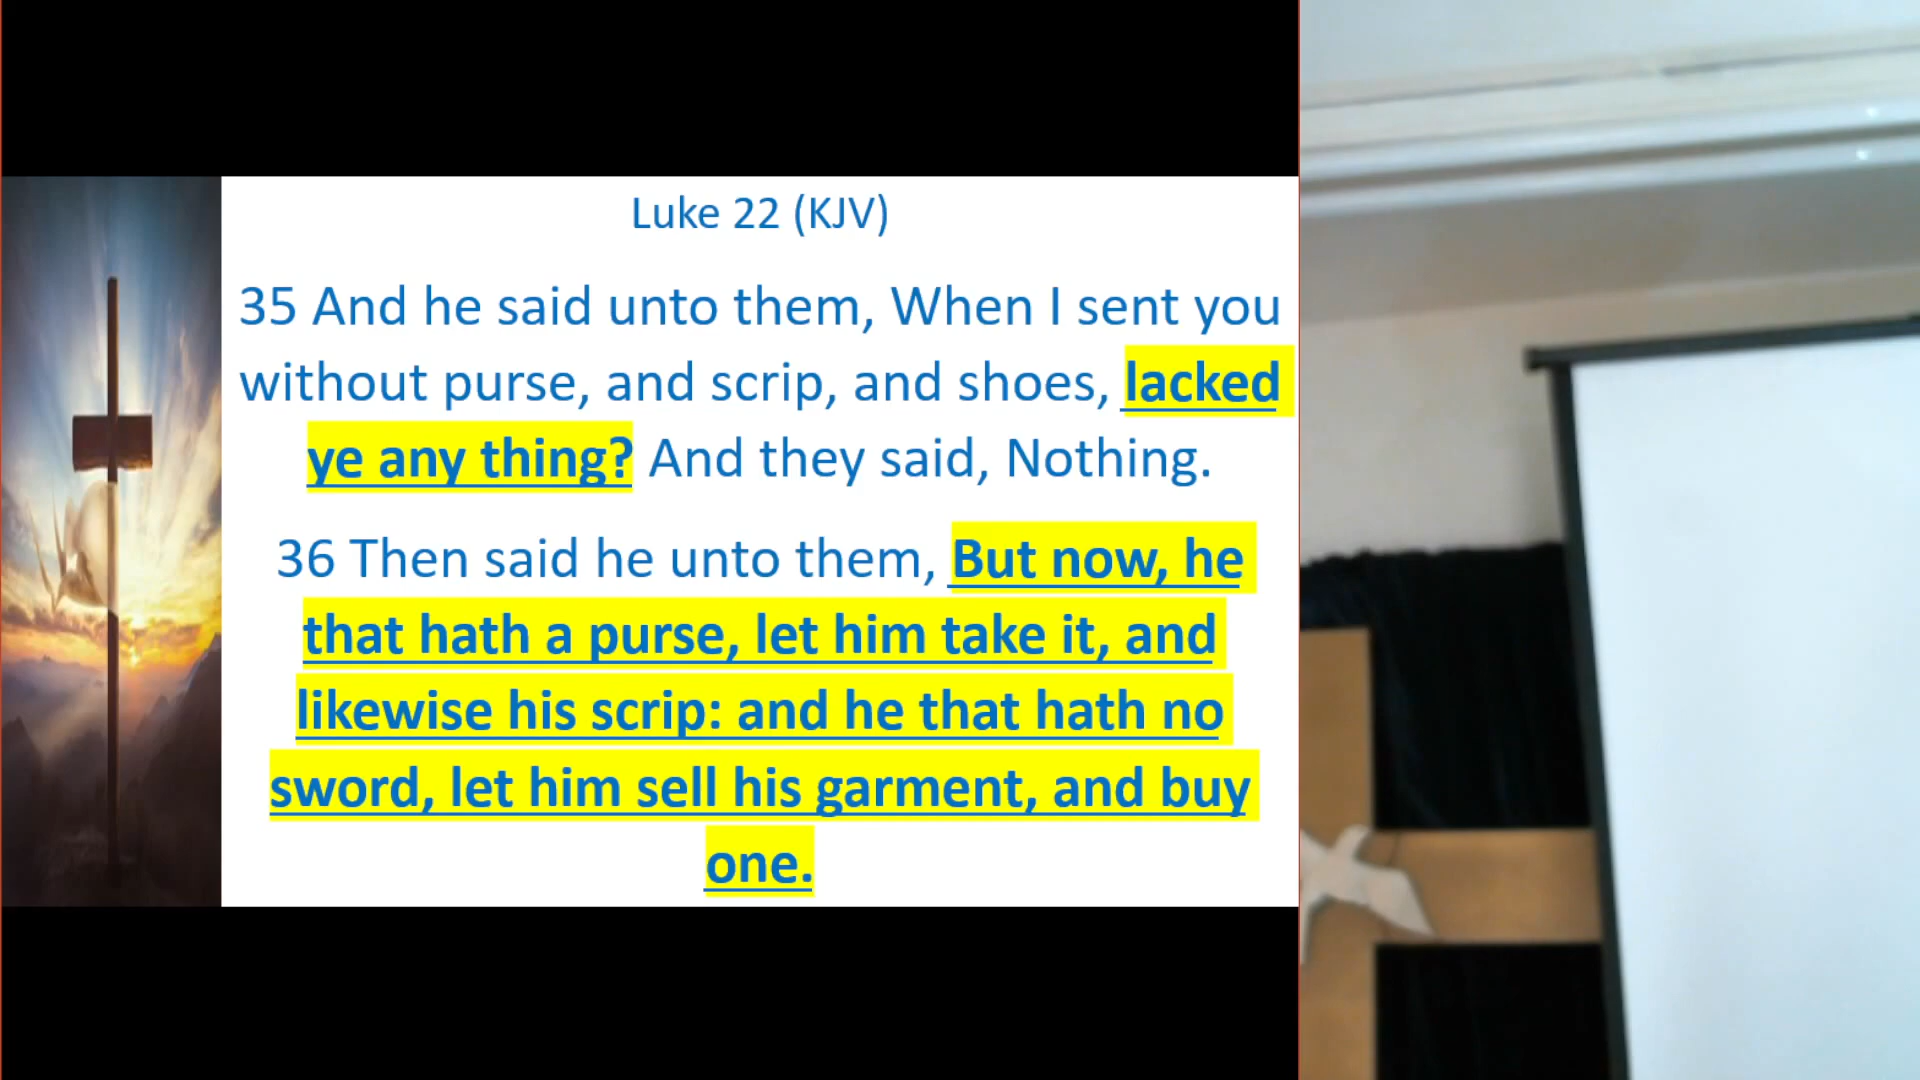 Luke 22 (KJV)
35 And he said unto them, When I sent you
without purse, and scrip, and shoes, lacked
ye any thing? And they said, Nothing.
36 Then said he unto them, But now, he
that hath a purse, let him take it, and
likewise his scrip: and he that hath no
sword, let him sell his garment, and buy
one.